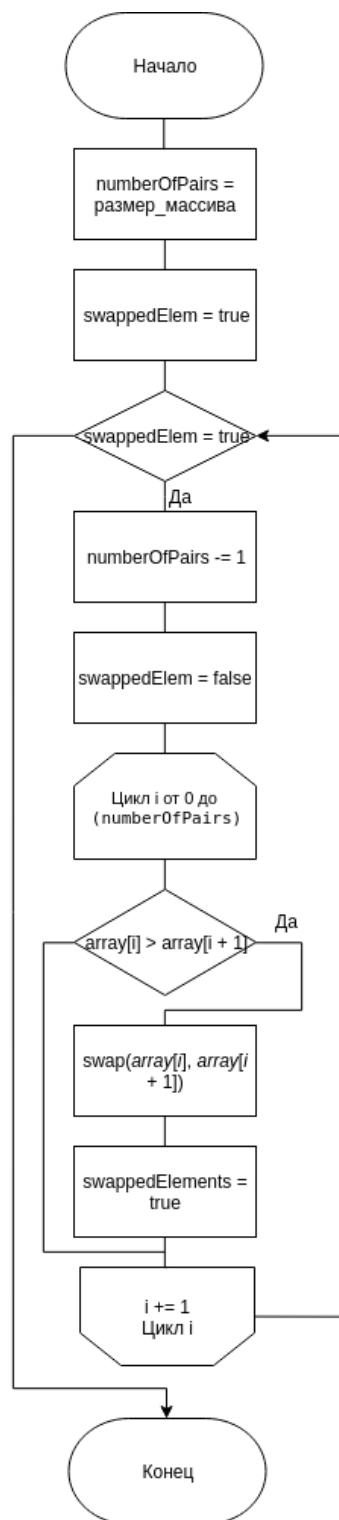 Начало
numberOfPairs =
размер_массива
swappedElem = true
swappedElem = true
Да
numberOfPairs -= 1
swappedElem = false
Цикл i от 0 до
(numberOfPairs)
Да
array[i] > array[i + 1]
swap(array[i], array[i
+ 1])
swappedElements =
true
i += 1
Цикл i
Конец